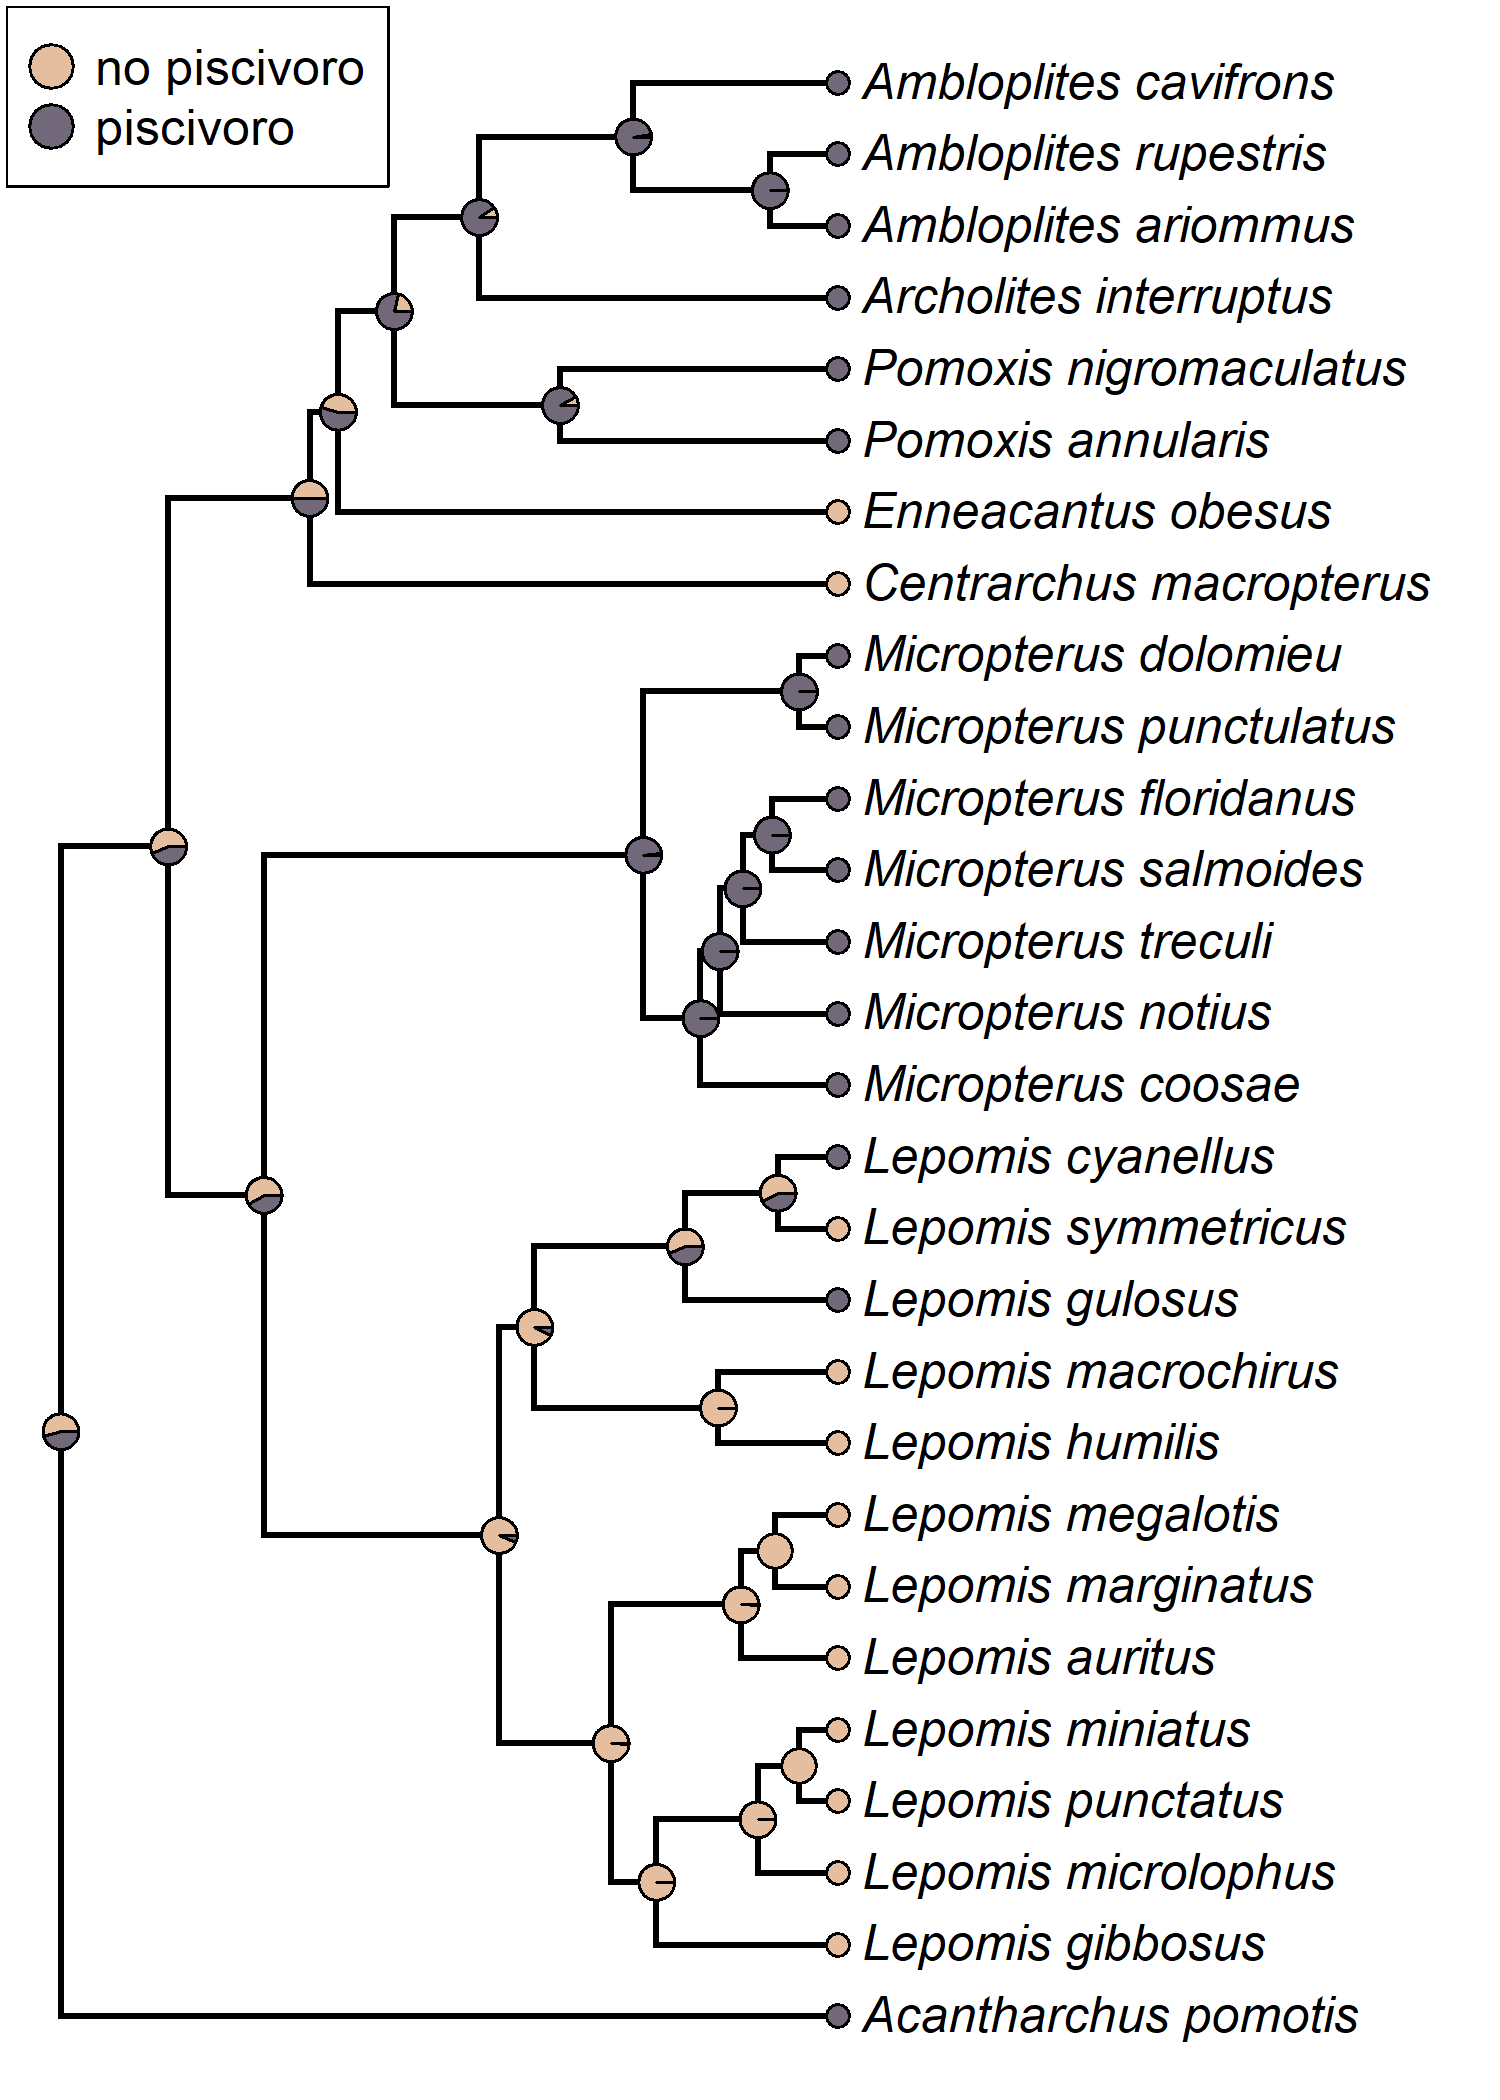 no piscivoro
piscivoro
Ambloplites cavifrons
Ambloplites rupestris
Ambloplites ariommus
Archolites interruptus
Pomoxis nigromaculatus
Pomoxis annularis
Enneacantus obesus
Centrarchus macropterus
Micropterus dolomieu
Micropterus punctulatus
Micropterus floridanus
Micropterus salmoides
Micropterus treculi
Micropterus notius
Micropterus coosae
Lepomis cyanellus
Lepomis symmetricus
Lepomis gulosus
Lepomis macrochirus
Lepomis humilis
Lepomis megalotis
Lepomis marginatus
Lepomis auritus
Lepomis miniatus
Lepomis punctatus
Lepomis microlophus
Lepomis gibbosus
Acantharchus pomotis